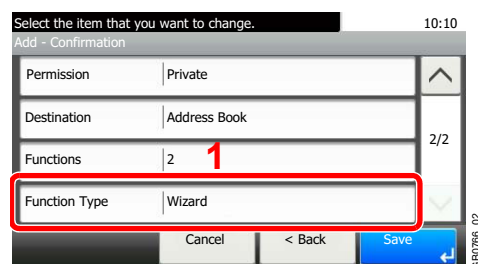 Select the item that you want to change. 10:10
Add - Confirmation
Permission Private
Destination Address Book
2/2
Functions 2 1
Function Type Wizard
Cancel < Back Save
GB0766_02